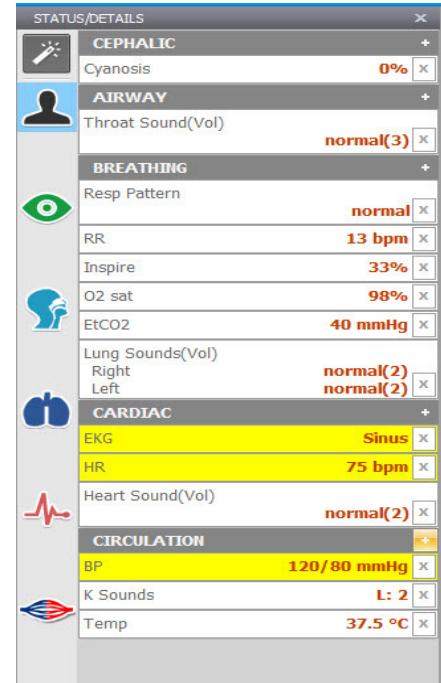 STATUS/DETAILS ×
CEPHALIC +
Cyanosis 0% ×
AIRWAY +
Throat Sound(Vol)
normal(3) ×
BREATHING +
Resp Pattern
normal ×
RR 13 bpm ×
Inspire 33% ×
O2 sat 98% ×
EtCO2 40 mmHg ×
Lung Sounds(Vol)
Right normal(2)
Left normal(2) ×
CARDIAC +
EKG Sinus ×
HR 75 bpm ×
Heart Sound(Vol)
normal(2) ×
CIRCULATION +
BP 120/80 mmHg ×
K Sounds L: 2 ×
Temp 37.5 °C ×